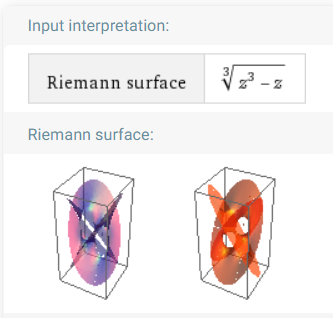 Input interpretation:
Riemann surface ∛(z³ − z)
Riemann surface: